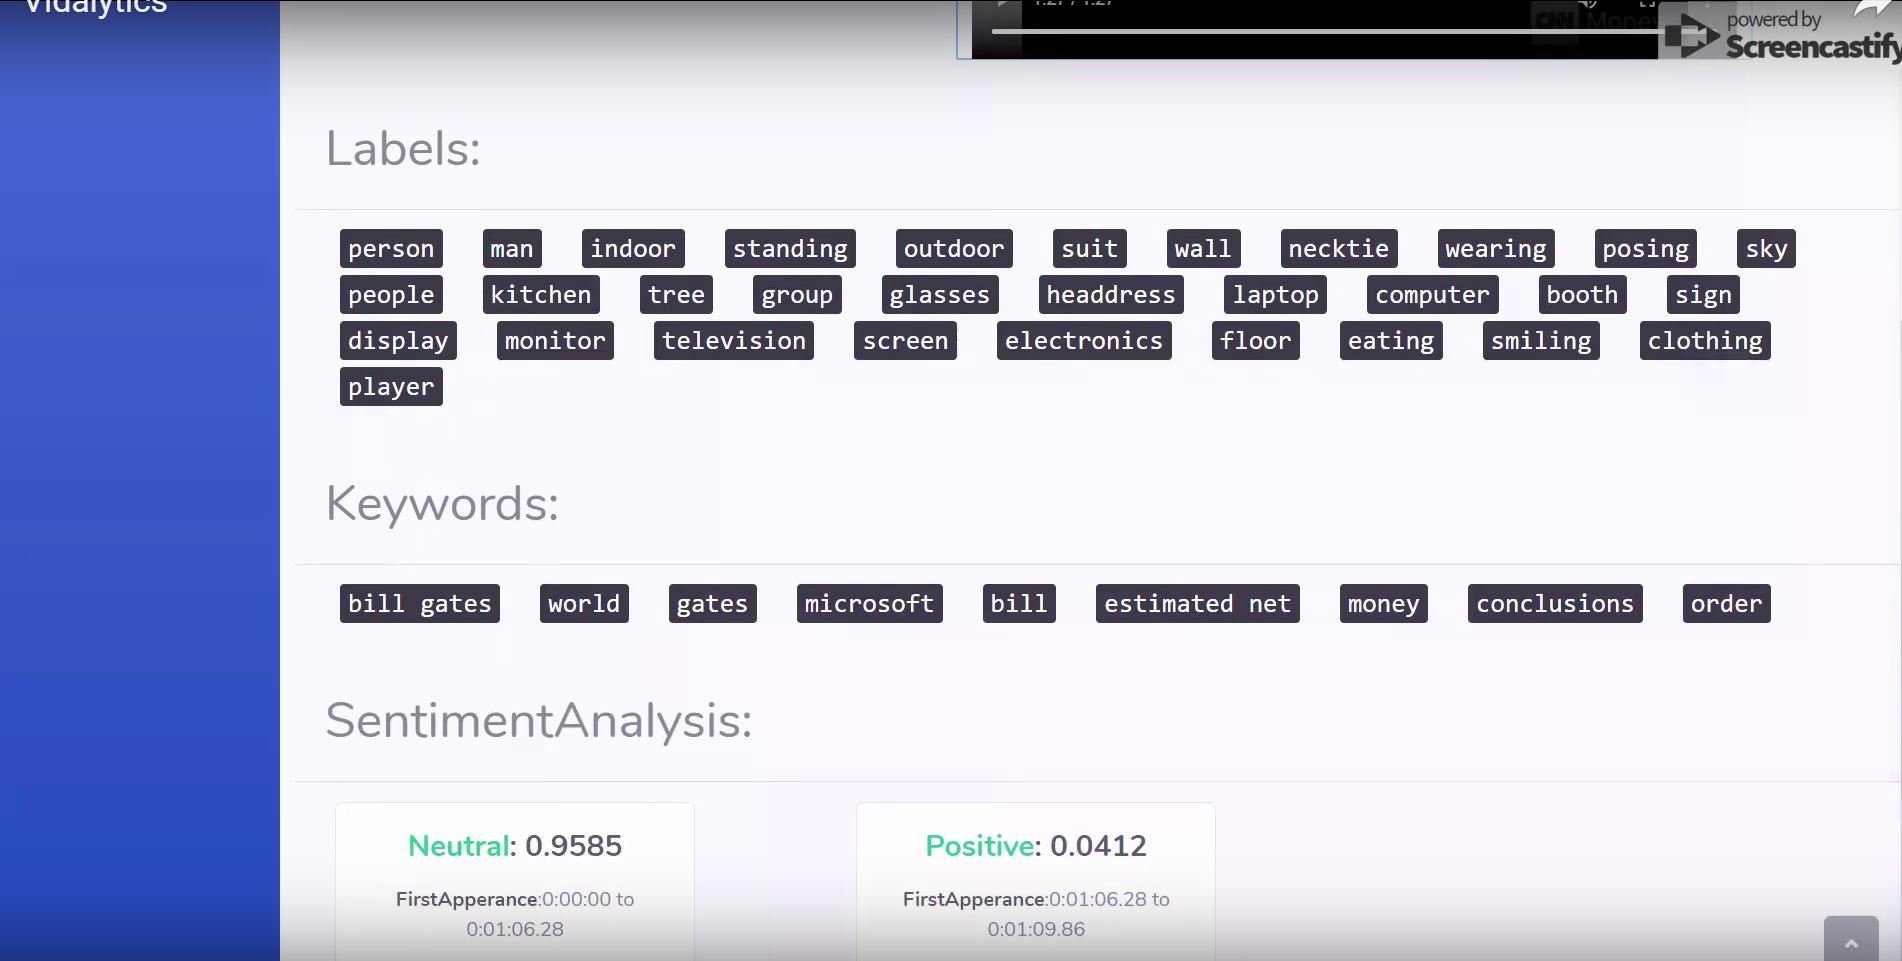 Vidalytics
1:27 / 1:27
CNN Money
powered by
Screencastify
Labels:
person man indoor standing outdoor suit wall necktie wearing posing sky
people kitchen tree group glasses headdress laptop computer booth sign
display monitor television screen electronics floor eating smiling clothing
player
Keywords:
bill gates world gates microsoft bill estimated net money conclusions order
SentimentAnalysis:
Neutral: 0.9585
FirstApperance:0:00:00 to
0:01:06.28
Positive: 0.0412
FirstApperance:0:01:06.28 to
0:01:09.86